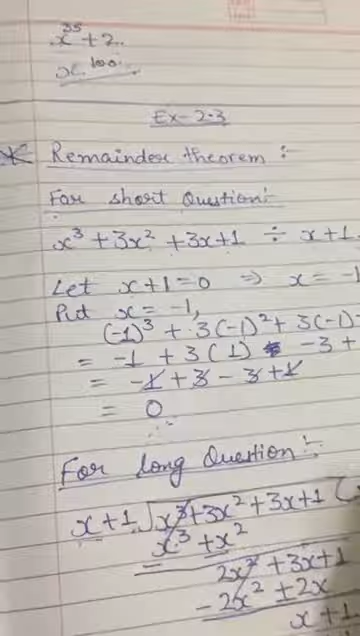 x³⁵ + 2.
x¹⁰⁰.
Ex-2.3
* Remainder theorem :-
For short Question:-
x³ + 3x² + 3x + 1 ÷ x + 1.
Let x + 1 = 0 ⇒ x = -1
Put x = -1,
(-1)³ + 3(-1)² + 3(-1)
= -1 + 3(1) - 3 +
= -1 + 3 - 3 + 1
= 0
For long Question:-
x+1 √x³+3x²+3x+1 (
x³ + x²
2x² + 3x + 1
- 2x² + 2x
x + 1